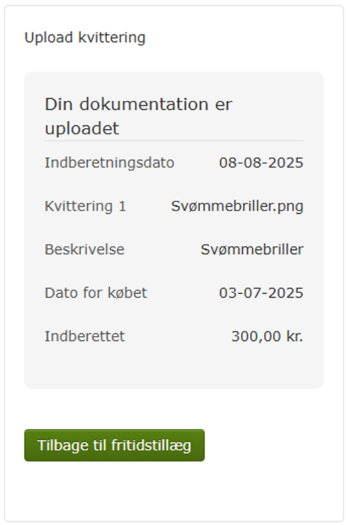 Upload kvittering
Din dokumentation er
uploadet
Indberetningsdato 08-08-2025
Kvittering 1 Svømmebriller.png
Beskrivelse Svømmebriller
Dato for købet 03-07-2025
Indberettet 300,00 kr.
Tilbage til fritidstillæg